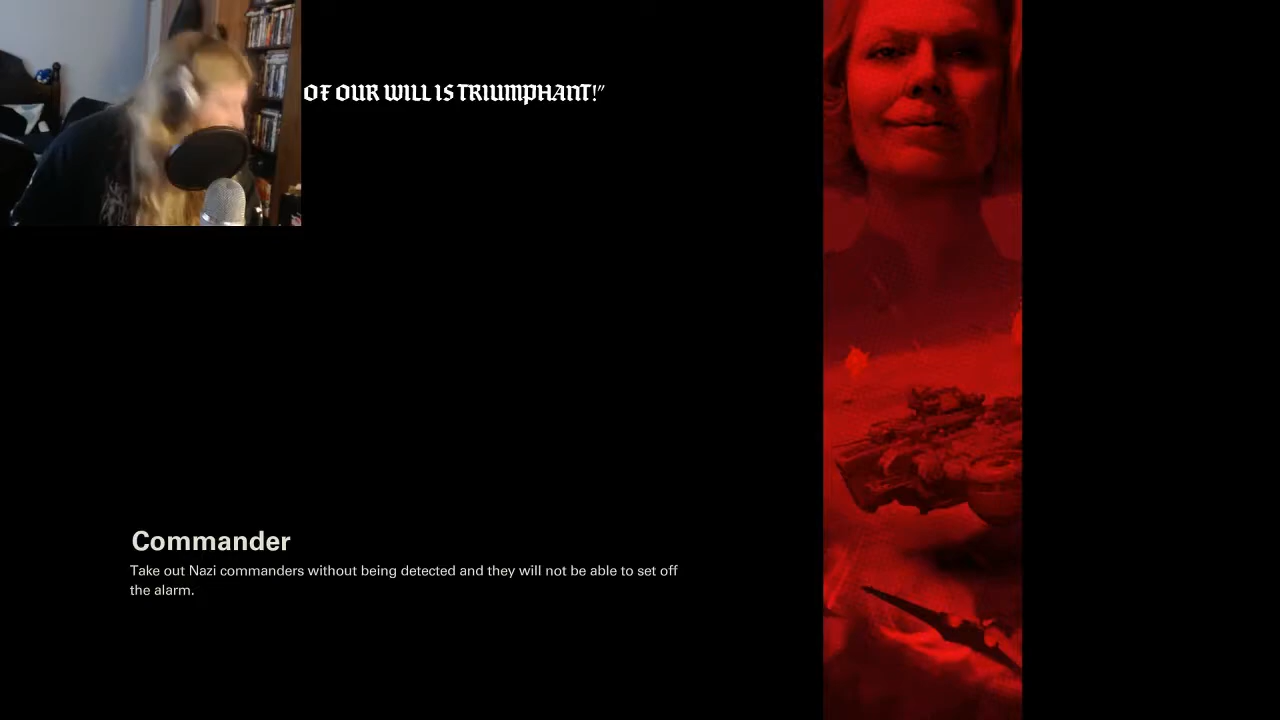 OF OUR WILL IS TRIUMPHANT!”
Commander
Take out Nazi commanders without being detected and they will not be able to set off
the alarm.